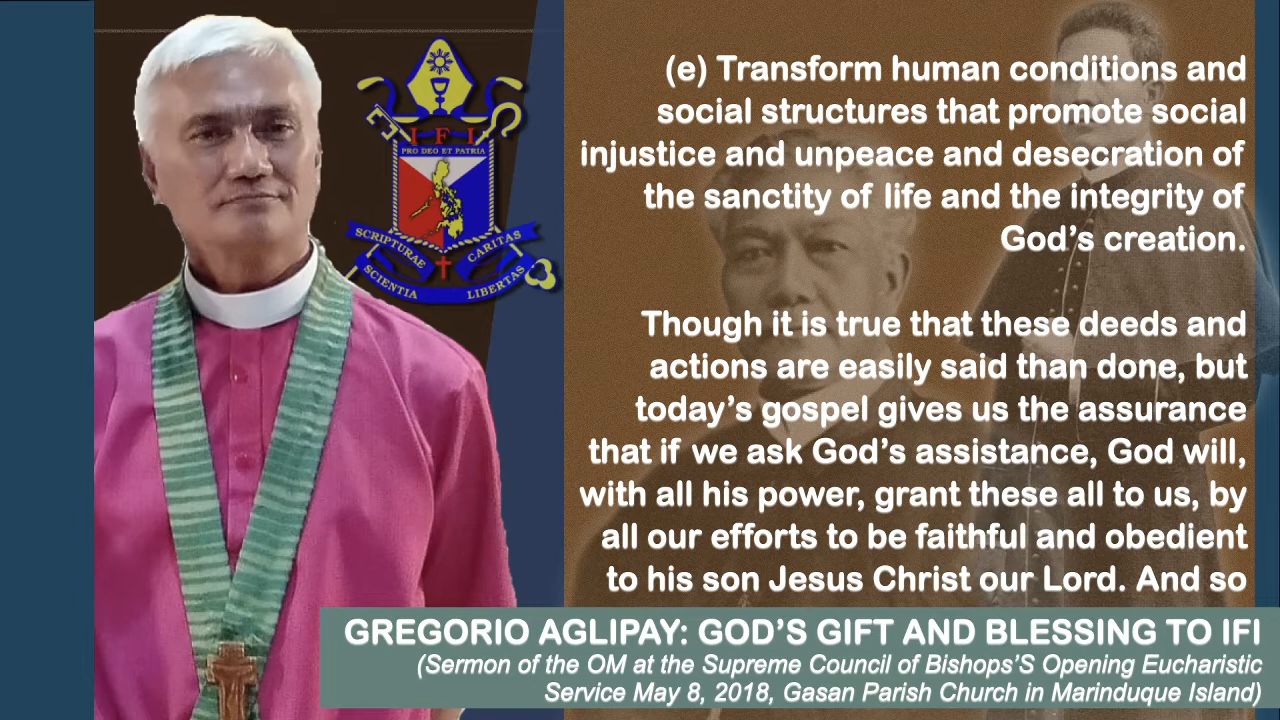 I F I
PRO DEO ET PATRIA
SCRIPTURAE
CARITAS
SCIENTIA
LIBERTAS
(e) Transform human conditions and
social structures that promote social
injustice and unpeace and desecration of
the sanctity of life and the integrity of
God’s creation.
Though it is true that these deeds and
actions are easily said than done, but
today’s gospel gives us the assurance
that if we ask God’s assistance, God will,
with all his power, grant these all to us, by
all our efforts to be faithful and obedient
to his son Jesus Christ our Lord. And so
GREGORIO AGLIPAY: GOD’S GIFT AND BLESSING TO IFI
(Sermon of the OM at the Supreme Council of Bishops’S Opening Eucharistic
Service May 8, 2018, Gasan Parish Church in Marinduque Island)